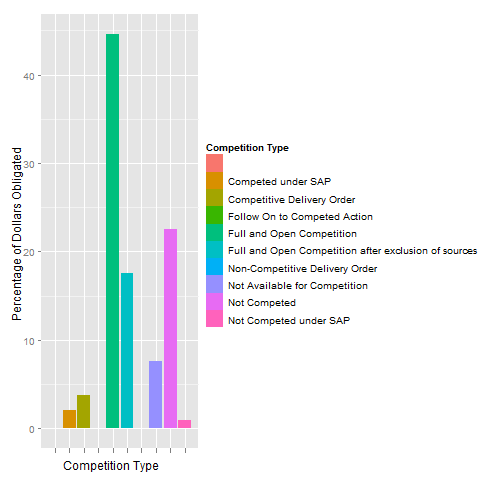 Percentage of Dollars Obligated
40
30
20
10
0
Competition Type
Competition Type
Competed under SAP
Competitive Delivery Order
Follow On to Competed Action
Full and Open Competition
Full and Open Competition after exclusion of sources
Non-Competitive Delivery Order
Not Available for Competition
Not Competed
Not Competed under SAP